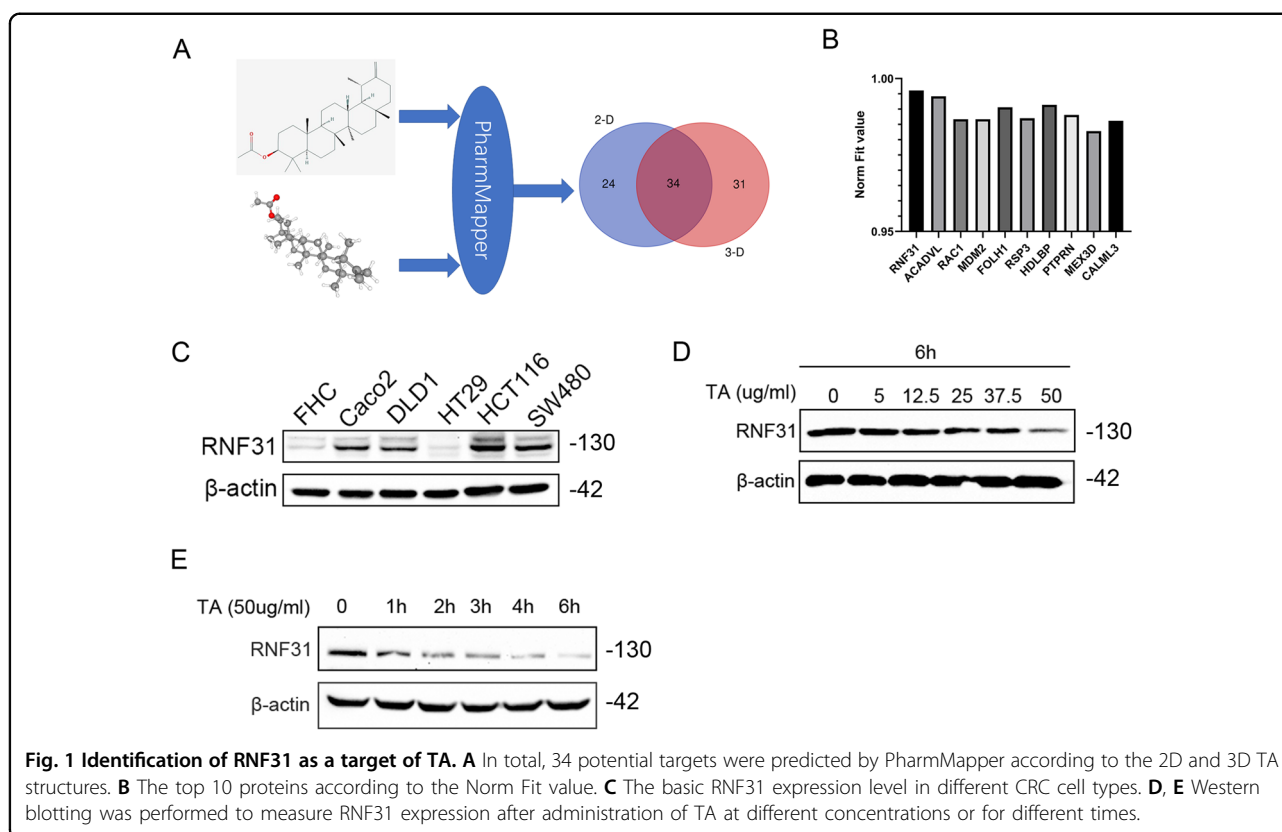 A
PharmMapper
2-D
24
34
31
3-D
B
Norm Fit value
1.00
0.95
RNF31
ACADVL
RAC1
MDM2
FOLH1
RSP3
HDLBP
PTPRN
MEX3D
CALML3
C
FHC Caco2 DLD1 HT29 HCT116 SW480
RNF31 -130
β-actin -42
D
6h
TA (ug/ml) 0 5 12.5 25 37.5 50
RNF31 -130
β-actin -42
E
TA (50ug/ml) 0 1h 2h 3h 4h 6h
RNF31 -130
β-actin -42
Fig. 1 Identification of RNF31 as a target of TA. A In total, 34 potential targets were predicted by PharmMapper according to the 2D and 3D TA
structures. B The top 10 proteins according to the Norm Fit value. C The basic RNF31 expression level in different CRC cell types. D, E Western
blotting was performed to measure RNF31 expression after administration of TA at different concentrations or for different times.